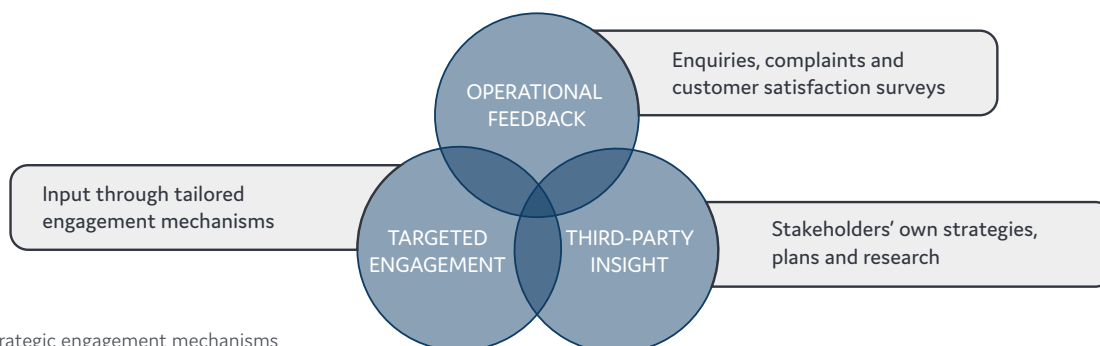 OPERATIONAL
FEEDBACK
Enquiries, complaints and
customer satisfaction surveys
Input through tailored
engagement mechanisms
TARGETED
ENGAGEMENT
THIRD-PARTY
INSIGHT
Stakeholders’ own strategies,
plans and research
engagement mechanisms